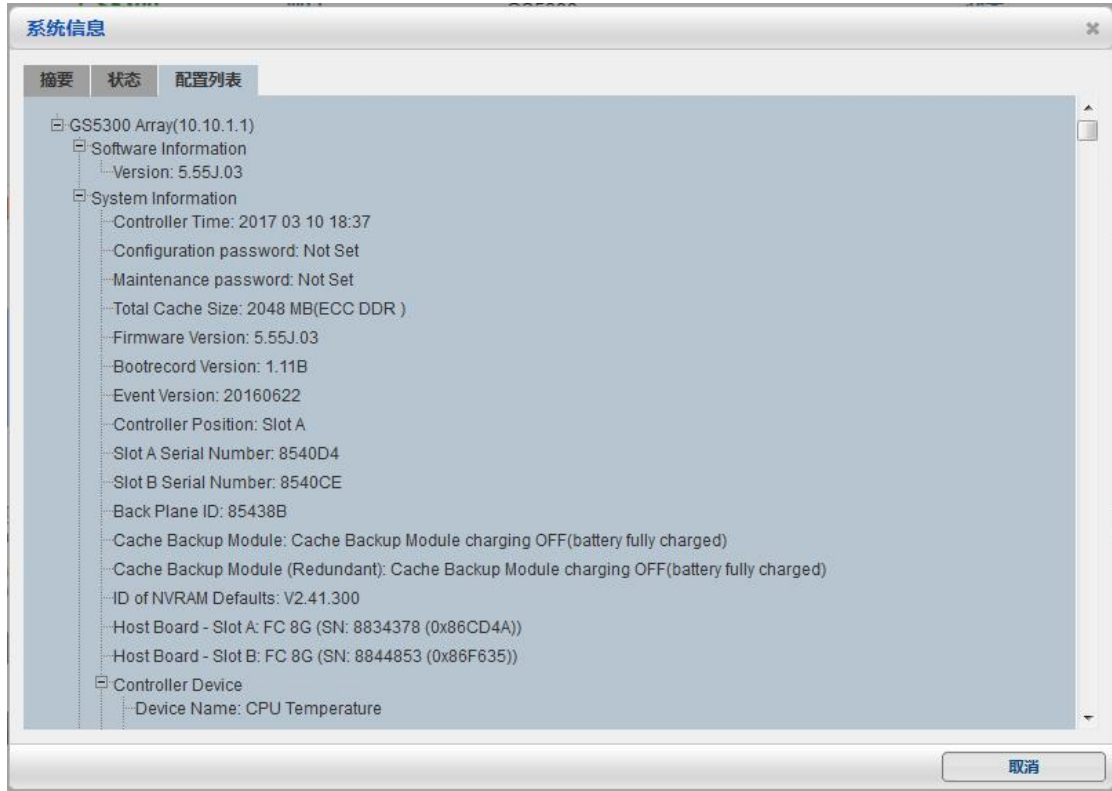 系统信息
摘要 状态 配置列表
GS5300 Array(10.10.1.1)
Software Information
Version: 5.55J.03
System Information
Controller Time: 2017 03 10 18:37
Configuration password: Not Set
Maintenance password: Not Set
Total Cache Size: 2048 MB(ECC DDR )
Firmware Version: 5.55J.03
Bootrecord Version: 1.11B
Event Version: 20160622
Controller Position: Slot A
Slot A Serial Number: 8540D4
Slot B Serial Number: 8540CE
Back Plane ID: 85438B
Cache Backup Module: Cache Backup Module charging OFF(battery fully charged)
Cache Backup Module (Redundant): Cache Backup Module charging OFF(battery fully charged)
ID of NVRAM Defaults: V2.41.300
Host Board - Slot A: FC 8G (SN: 8834378 (0x86CD4A))
Host Board - Slot B: FC 8G (SN: 8844853 (0x86F635))
Controller Device
Device Name: CPU Temperature
取消